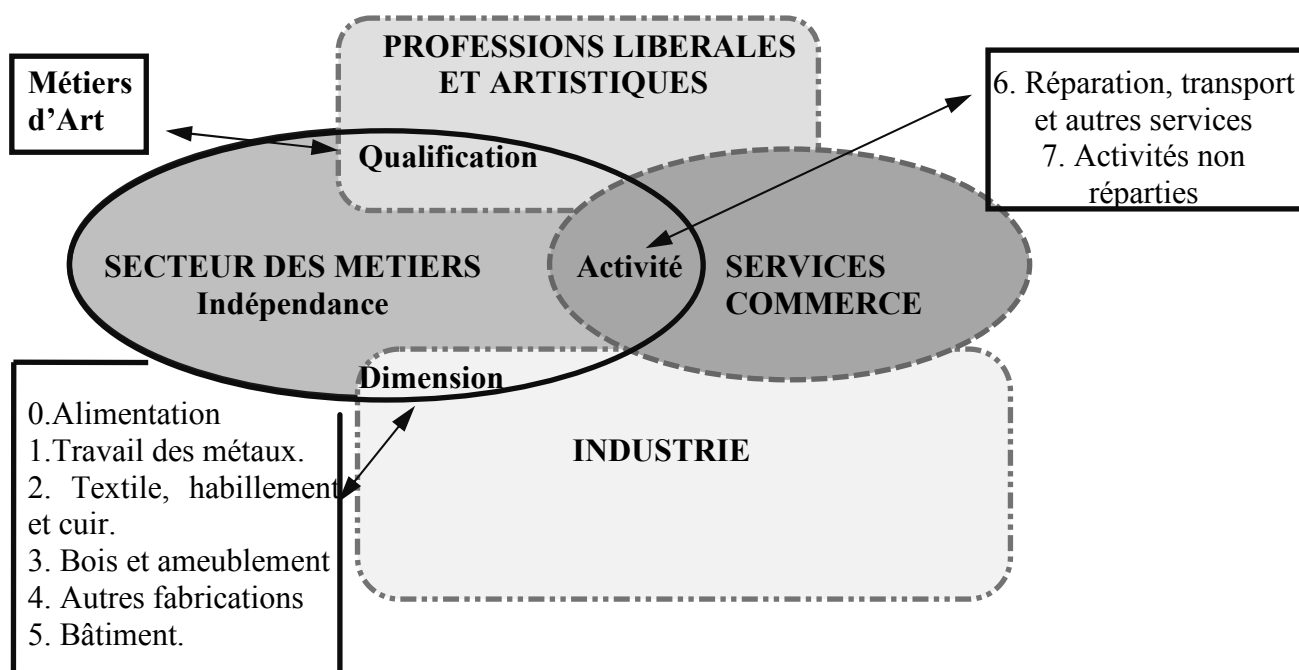 PROFESSIONS LIBERALES
ET ARTISTIQUES
Métiers
d’Art
6. Réparation, transport
et autres services
7. Activités non
réparties
Qualification
SECTEUR DES METIERS
Indépendance
Activité
SERVICES
COMMERCE
Dimension
0.Alimentation
1.Travail des métaux.
2. Textile, habillement
et cuir.
3. Bois et ameublement
4. Autres fabrications
5. Bâtiment.
INDUSTRIE